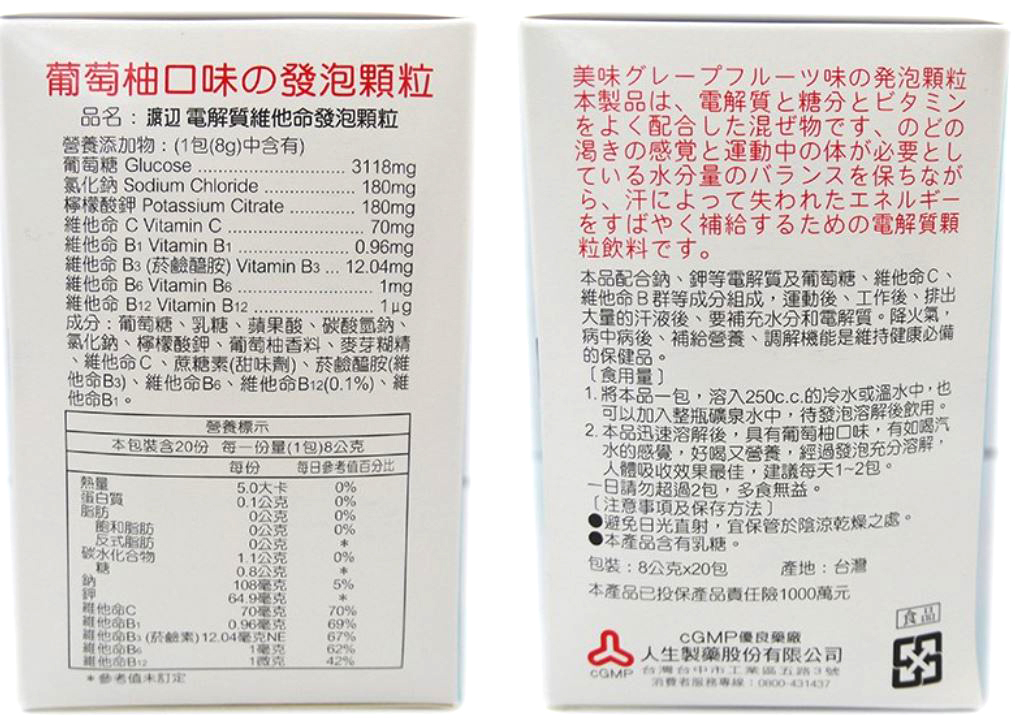 葡萄柚口味の發泡顆粒
品名：渡辺 電解質維他命發泡顆粒
營養添加物：(1包(8g)中含有)
葡萄糖 Glucose ........................... 3118mg
氯化鈉 Sodium Chloride ................. 180mg
檸檬酸鉀 Potassium Citrate ............ 180mg
維他命 C Vitamin C ........................... 70mg
維他命 B1 Vitamin B1 ...................... 0.96mg
維他命 B3 (菸鹼醯胺) Vitamin B3 ... 12.04mg
維他命 B6 Vitamin B6 ........................... 1mg
維他命 B12 Vitamin B12 ........................ 1μg
成分：葡萄糖、乳糖、蘋果酸、碳酸氫鈉、
氯化鈉、檸檬酸鉀、葡萄柚香料、麥芽糊精
、維他命C、蔗糖素(甜味劑)、菸鹼醯胺(維
他命B3)、維他命B6、維他命B12(0.1%)、維
他命B1。
營養標示
本包裝含20份 每一份量(1包)8公克
每份 每日參考值百分比
熱量 5.0大卡 0%
蛋白質 0.1公克 0%
脂肪 0公克 0%
飽和脂肪 0公克 0%
反式脂肪 0公克 *
碳水化合物 1.1公克 0%
糖 0.8公克 *
鈉 108毫克 5%
鉀 64.9毫克 *
維他命C 70毫克 70%
維他命B1 0.96毫克 69%
維他命B3 (菸鹼素) 12.04毫克NE 67%
維他命B6 1毫克 62%
維他命B12 1微克 42%
*參考值未訂定
美味グレープフルーツ味の発泡顆粒
本製品は、電解質と糖分とビタミン
をよく配合した混ぜ物です、のどの
渇きの感覚と運動中の体が必要とし
ている水分量のバランスを保ちなが
ら、汗によって失われたエネルギー
をすばやく補給するための電解質顆
粒飲料です。
本品配合鈉、鉀等電解質及葡萄糖、維他命C、
維他命B群等成分組成，運動後、工作後、排出
大量的汗液後、要補充水分和電解質。降火氣，
病中病後、補給營養、調解機能是維持健康必備
的保健品。
〔食用量〕
1. 將本品一包，溶入250c.c.的冷水或溫水中，也
可以加入整瓶礦泉水中，待發泡溶解後飲用。
2. 本品迅速溶解後，具有葡萄柚口味，有如喝汽
水的感覺，好喝又營養，經過發泡充分溶解，
人體吸收效果最佳，建議每天1~2包。
一日請勿超過2包，多食無益。
〔注意事項及保存方法〕
●避免日光直射，宜保管於陰涼乾燥之處。
●本產品含有乳糖。
包裝：8公克x20包 產地：台灣
本產品已投保產品責任險1000萬元
食品
cGMP優良藥廠
人生製藥股份有限公司
cGMP 台灣台中市工業區五路3號
消費者服務專線：0800-431437